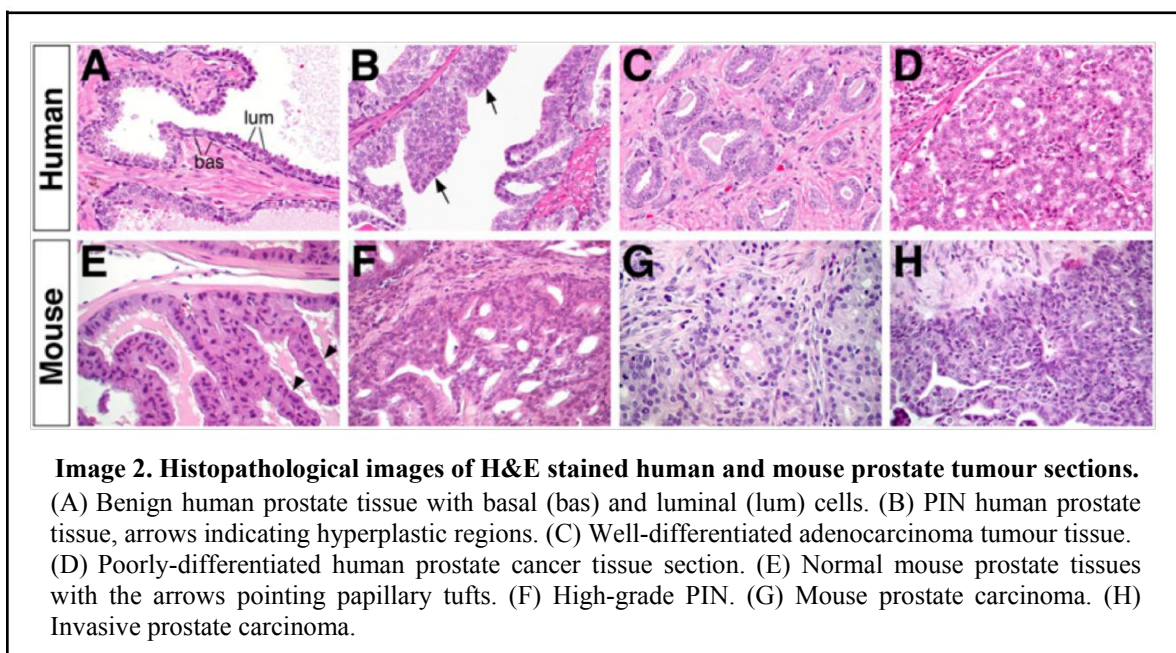 Human
A
lum
bas
B
C
D
Mouse
E
F
G
H
Image 2. Histopathological images of H&E stained human and mouse prostate tumour sections.
(A) Benign human prostate tissue with basal (bas) and luminal (lum) cells. (B) PIN human prostate
tissue, arrows indicating hyperplastic regions. (C) Well-differentiated adenocarcinoma tumour tissue.
(D) Poorly-differentiated human prostate cancer tissue section. (E) Normal mouse prostate tissues
with the arrows pointing papillary tufts. (F) High-grade PIN. (G) Mouse prostate carcinoma. (H)
Invasive prostate carcinoma.